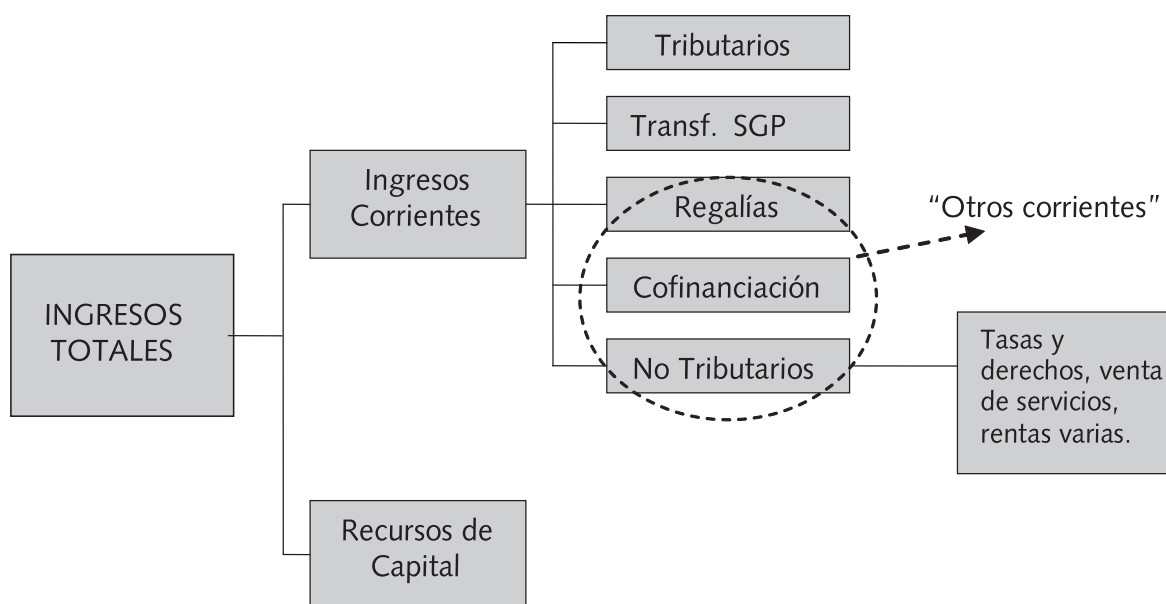 Tributarios
Transf. SGP
Ingresos
Corrientes
Regalías
“Otros corrientes”
Cofinanciación
INGRESOS
TOTALES
No Tributarios
Tasas y
derechos, venta
de servicios,
rentas varias.
Recursos de
Capital